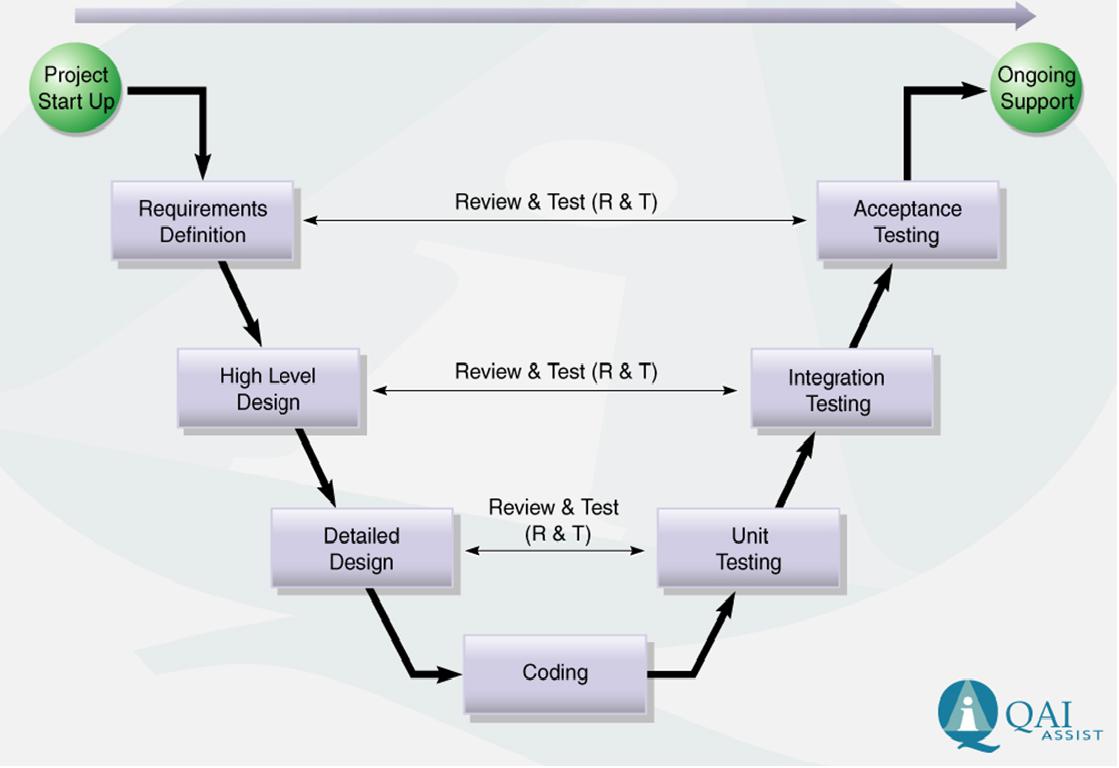 Project
Start Up
Ongoing
Support
Requirements
Definition
Review & Test (R & T)
Acceptance
Testing
High Level
Design
Review & Test (R & T)
Integration
Testing
Detailed
Design
Review & Test
(R & T)
Unit
Testing
Coding
QAI
ASSIST